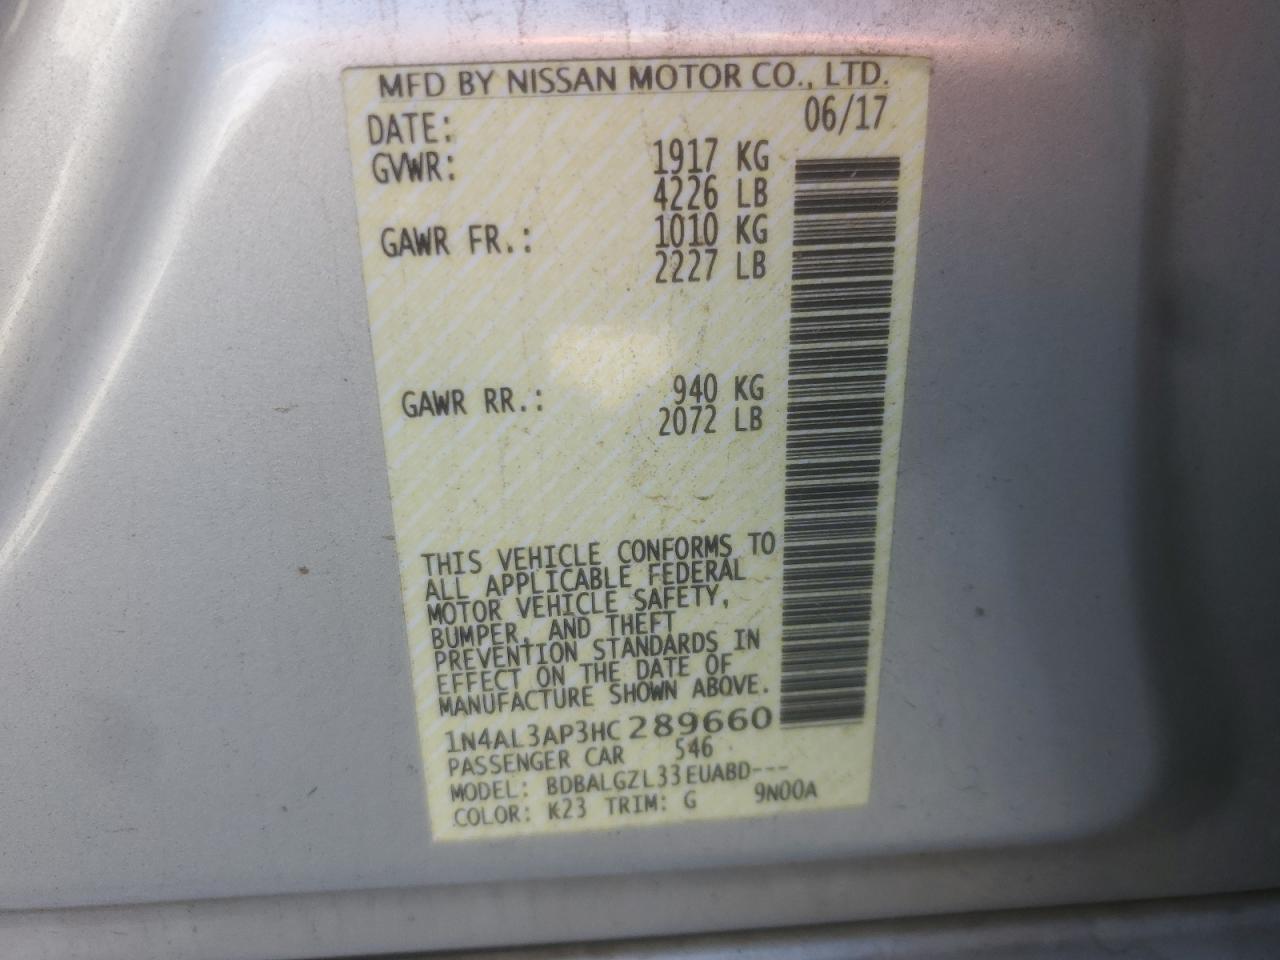 MFD BY NISSAN MOTOR CO., LTD.
DATE: 06/17
GVWR: 1917 KG
4226 LB
GAWR FR.: 1010 KG
2227 LB
GAWR RR.: 940 KG
2072 LB
THIS VEHICLE CONFORMS TO
ALL APPLICABLE FEDERAL
MOTOR VEHICLE SAFETY,
BUMPER, AND THEFT
PREVENTION STANDARDS IN
EFFECT ON THE DATE OF
MANUFACTURE SHOWN ABOVE.
1N4AL3AP3HC289660
PASSENGER CAR 546
MODEL: BDBALGZL33EUABD---
COLOR: K23 TRIM: G 9N00A